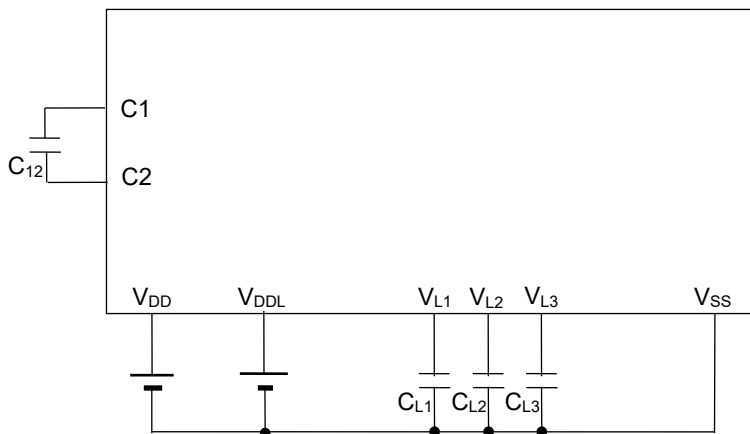 C1
C12
C2
VDD VDDL VL1 VL2 VL3 VSS
CL1 CL2 CL3